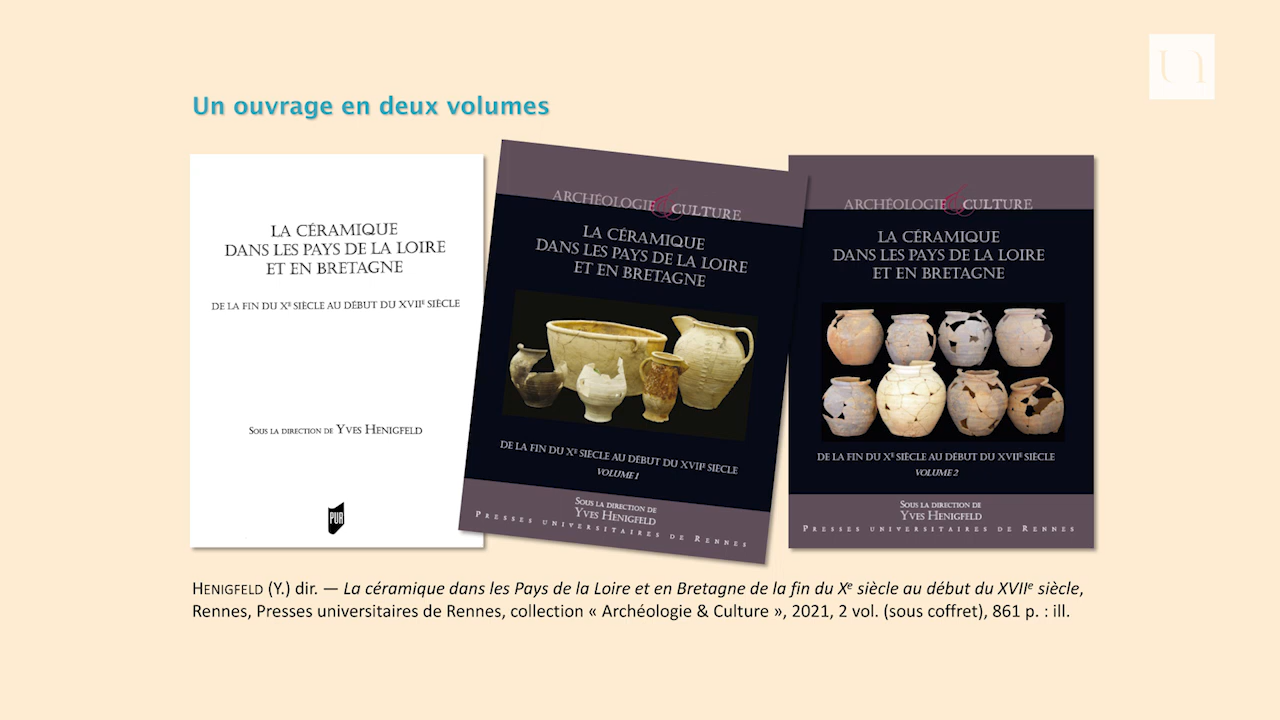 Un ouvrage en deux volumes
LA CÉRAMIQUE
DANS LES PAYS DE LA LOIRE
ET EN BRETAGNE
DE LA FIN DU Xᴱ SIÈCLE AU DÉBUT DU XVIIᴱ SIÈCLE
SOUS LA DIRECTION DE YVES HENIGFELD
PUR
ARCHÉOLOGIE & CULTURE
LA CÉRAMIQUE
DANS LES PAYS DE LA LOIRE
ET EN BRETAGNE
DE LA FIN DU Xᴱ SIÈCLE AU DÉBUT DU XVIIᴱ SIÈCLE
VOLUME 1
SOUS LA DIRECTION DE
YVES HENIGFELD
PRESSES UNIVERSITAIRES DE RENNES
ARCHÉOLOGIE & CULTURE
LA CÉRAMIQUE
DANS LES PAYS DE LA LOIRE
ET EN BRETAGNE
DE LA FIN DU Xᴱ SIÈCLE AU DÉBUT DU XVIIᴱ SIÈCLE
VOLUME 2
SOUS LA DIRECTION DE
YVES HENIGFELD
PRESSES UNIVERSITAIRES DE RENNES
HENIGFELD (Y.) dir. — La céramique dans les Pays de la Loire et en Bretagne de la fin du Xᵉ siècle au début du XVIIᵉ siècle,
Rennes, Presses universitaires de Rennes, collection « Archéologie & Culture », 2021, 2 vol. (sous coffret), 861 p. : ill.